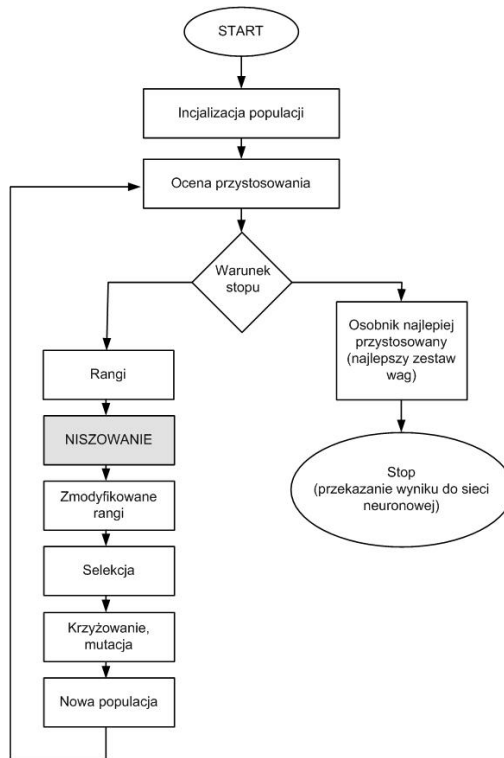 START
Incjalizacja populacji
Ocena przystosowania
Warunek
stopu
Osobnik najlepiej
przystosowany
(najlepszy zestaw
wag)
Rangi
NISZOWANIE
Stop
(przekazanie wyniku do sieci
neuronowej)
Zmodyfikowane
rangi
Selekcja
Krzyżowanie,
mutacja
Nowa populacja